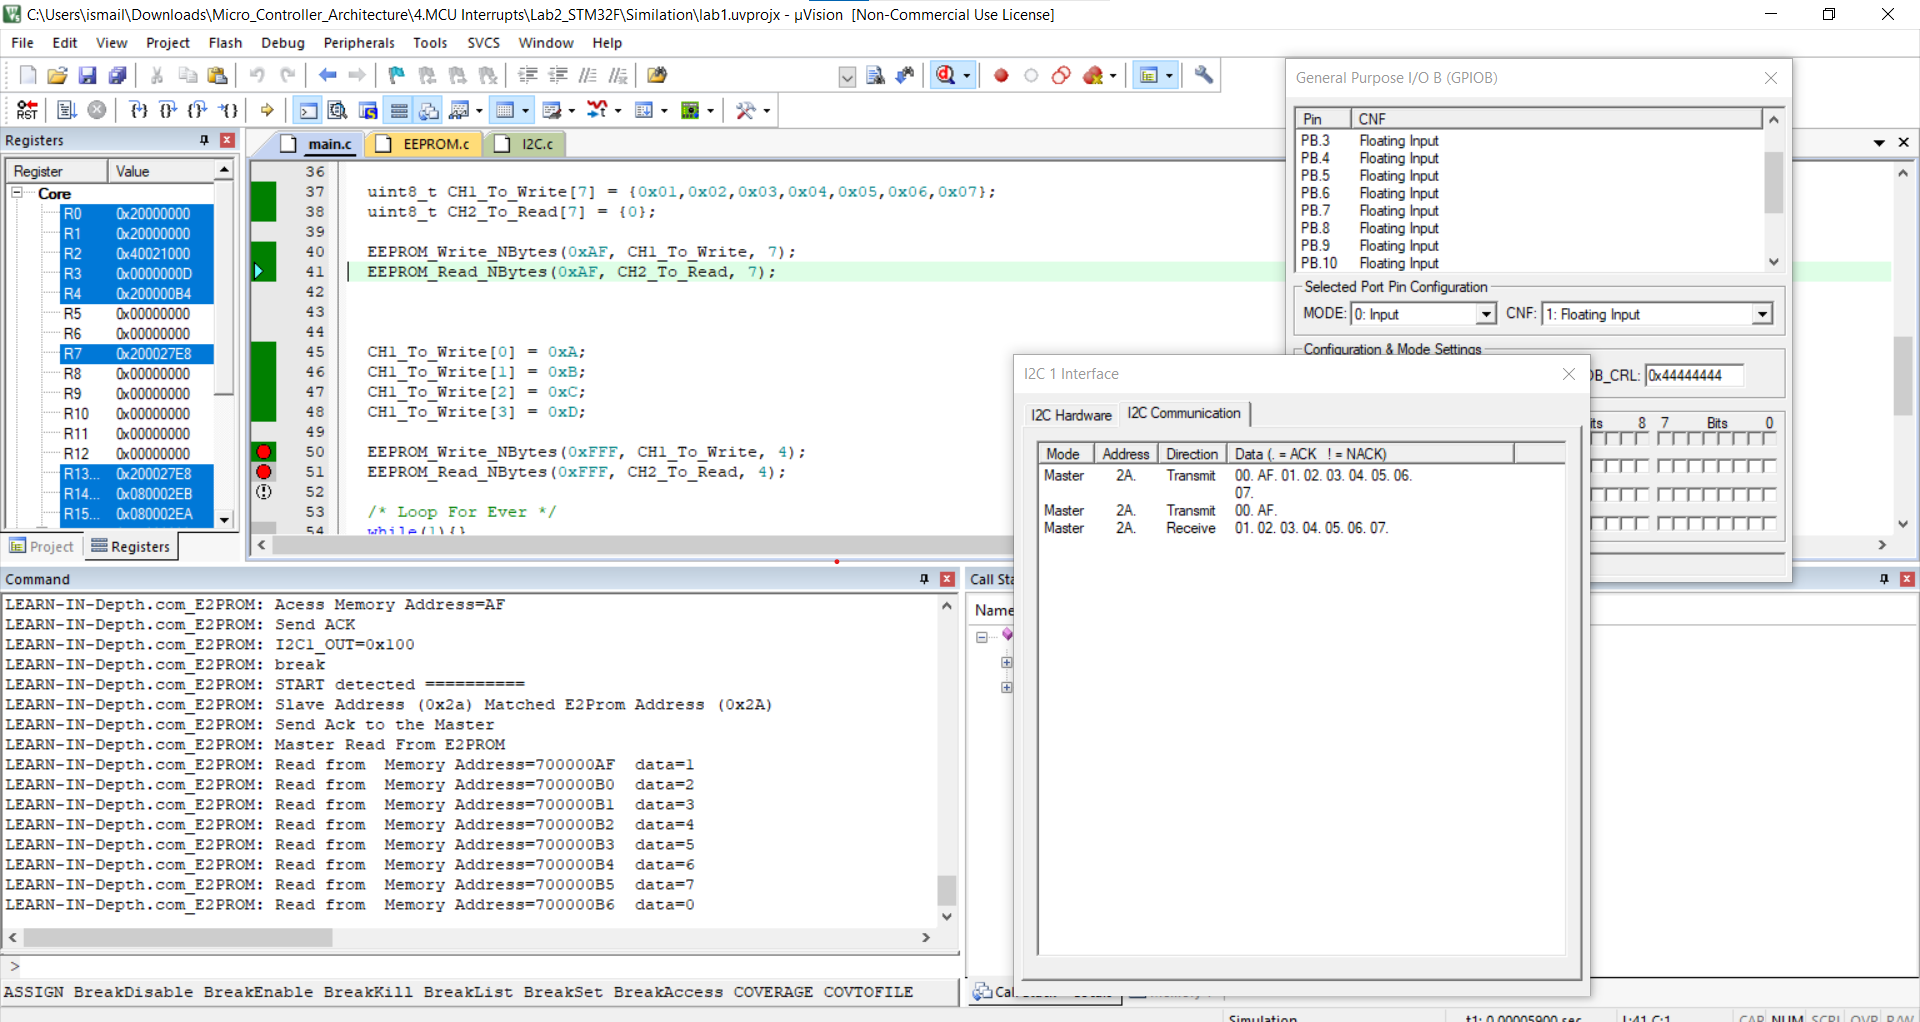 C:\Users\ismail\Downloads\Micro_Controller_Architecture\4.MCU Interrupts\Lab2_STM32F\Similation\lab1.uvprojx - µVision [Non-Commercial Use License]
File Edit View Project Flash Debug Peripherals Tools SVCS Window Help
RST
Registers
Register Value
Core
R0 0x20000000
R1 0x20000000
R2 0x40021000
R3 0x0000000D
R4 0x200000B4
R5 0x00000000
R6 0x00000000
R7 0x200027E8
R8 0x00000000
R9 0x00000000
R10 0x00000000
R11 0x00000000
R12 0x00000000
R13... 0x200027E8
R14... 0x080002EB
R15... 0x080002EA
Project Registers
main.c EEPROM.c I2C.c
36
37 uint8_t CH1_To_Write[7] = {0x01,0x02,0x03,0x04,0x05,0x06,0x07};
38 uint8_t CH2_To_Read[7] = {0};
39
40 EEPROM_Write_NBytes(0xAF, CH1_To_Write, 7);
41 EEPROM_Read_NBytes(0xAF, CH2_To_Read, 7);
42
43
44
45 CH1_To_Write[0] = 0xA;
46 CH1_To_Write[1] = 0xB;
47 CH1_To_Write[2] = 0xC;
48 CH1_To_Write[3] = 0xD;
49
50 EEPROM_Write_NBytes(0xFFF, CH1_To_Write, 4);
51 EEPROM_Read_NBytes(0xFFF, CH2_To_Read, 4);
52
53 /* Loop For Ever */
54 while(1){}
General Purpose I/O B (GPIOB)
Pin CNF
PB.3 Floating Input
PB.4 Floating Input
PB.5 Floating Input
PB.6 Floating Input
PB.7 Floating Input
PB.8 Floating Input
PB.9 Floating Input
PB.10 Floating Input
Selected Port Pin Configuration
MODE: 0: Input CNF: 1: Floating Input
Configuration & Mode Settings
B_CRL: 0x44444444
its 8 7 Bits 0
I2C 1 Interface
I2C Hardware I2C Communication
Mode Address Direction Data (. = ACK ! = NACK)
Master 2A. Transmit 00. AF. 01. 02. 03. 04. 05. 06.
07.
Master 2A. Transmit 00. AF.
Master 2A. Receive 01. 02. 03. 04. 05. 06. 07.
Command
LEARN-IN-Depth.com_E2PROM: Acess Memory Address=AF
LEARN-IN-Depth.com_E2PROM: Send ACK
LEARN-IN-Depth.com_E2PROM: I2C1_OUT=0x100
LEARN-IN-Depth.com_E2PROM: break
LEARN-IN-Depth.com_E2PROM: START detected ==========
LEARN-IN-Depth.com_E2PROM: Slave Address (0x2a) Matched E2Prom Address (0x2A)
LEARN-IN-Depth.com_E2PROM: Send Ack to the Master
LEARN-IN-Depth.com_E2PROM: Master Read From E2PROM
LEARN-IN-Depth.com_E2PROM: Read from Memory Address=700000AF data=1
LEARN-IN-Depth.com_E2PROM: Read from Memory Address=700000B0 data=2
LEARN-IN-Depth.com_E2PROM: Read from Memory Address=700000B1 data=3
LEARN-IN-Depth.com_E2PROM: Read from Memory Address=700000B2 data=4
LEARN-IN-Depth.com_E2PROM: Read from Memory Address=700000B3 data=5
LEARN-IN-Depth.com_E2PROM: Read from Memory Address=700000B4 data=6
LEARN-IN-Depth.com_E2PROM: Read from Memory Address=700000B5 data=7
LEARN-IN-Depth.com_E2PROM: Read from Memory Address=700000B6 data=0
>
ASSIGN BreakDisable BreakEnable BreakKill BreakList BreakSet BreakAccess COVERAGE COVTOFILE
Call Sta
Name
Simulation t1: 0.00005900 sec L:41 C:1 CAP NUM SCRL OVR R/W